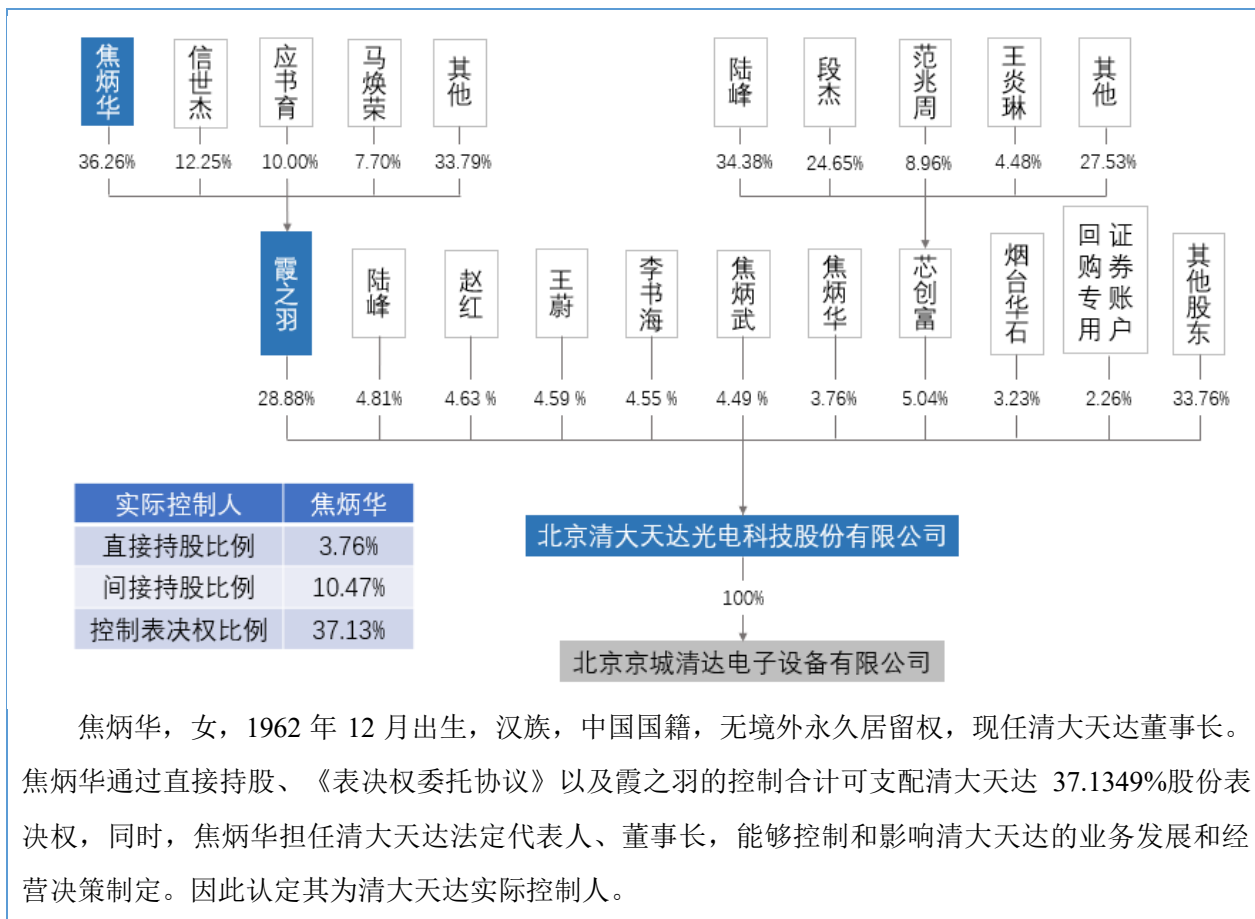 焦炳华 信世杰 应书育 马焕荣 其他 陆峰 段杰 范兆周 王炎琳 其他
36.26% 12.25% 10.00% 7.70% 33.79% 34.38% 24.65% 8.96% 4.48% 27.53%
霞之羽 陆峰 赵红 王蔚 李书海 焦炳武 焦炳华 芯创富 烟台华石 回购专用证券账户 其他股东
28.88% 4.81% 4.63 % 4.59 % 4.55 % 4.49 % 3.76% 5.04% 3.23% 2.26% 33.76%
实际控制人 焦炳华
直接持股比例 3.76%
间接持股比例 10.47%
控制表决权比例 37.13%
北京清大天达光电科技股份有限公司
100%
北京京城清达电子设备有限公司
焦炳华，女，1962 年 12 月出生，汉族，中国国籍，无境外永久居留权，现任清大天达董事长。
焦炳华通过直接持股、《表决权委托协议》以及霞之羽的控制合计可支配清大天达 37.1349%股份表
决权，同时，焦炳华担任清大天达法定代表人、董事长，能够控制和影响清大天达的业务发展和经
营决策制定。因此认定其为清大天达实际控制人。